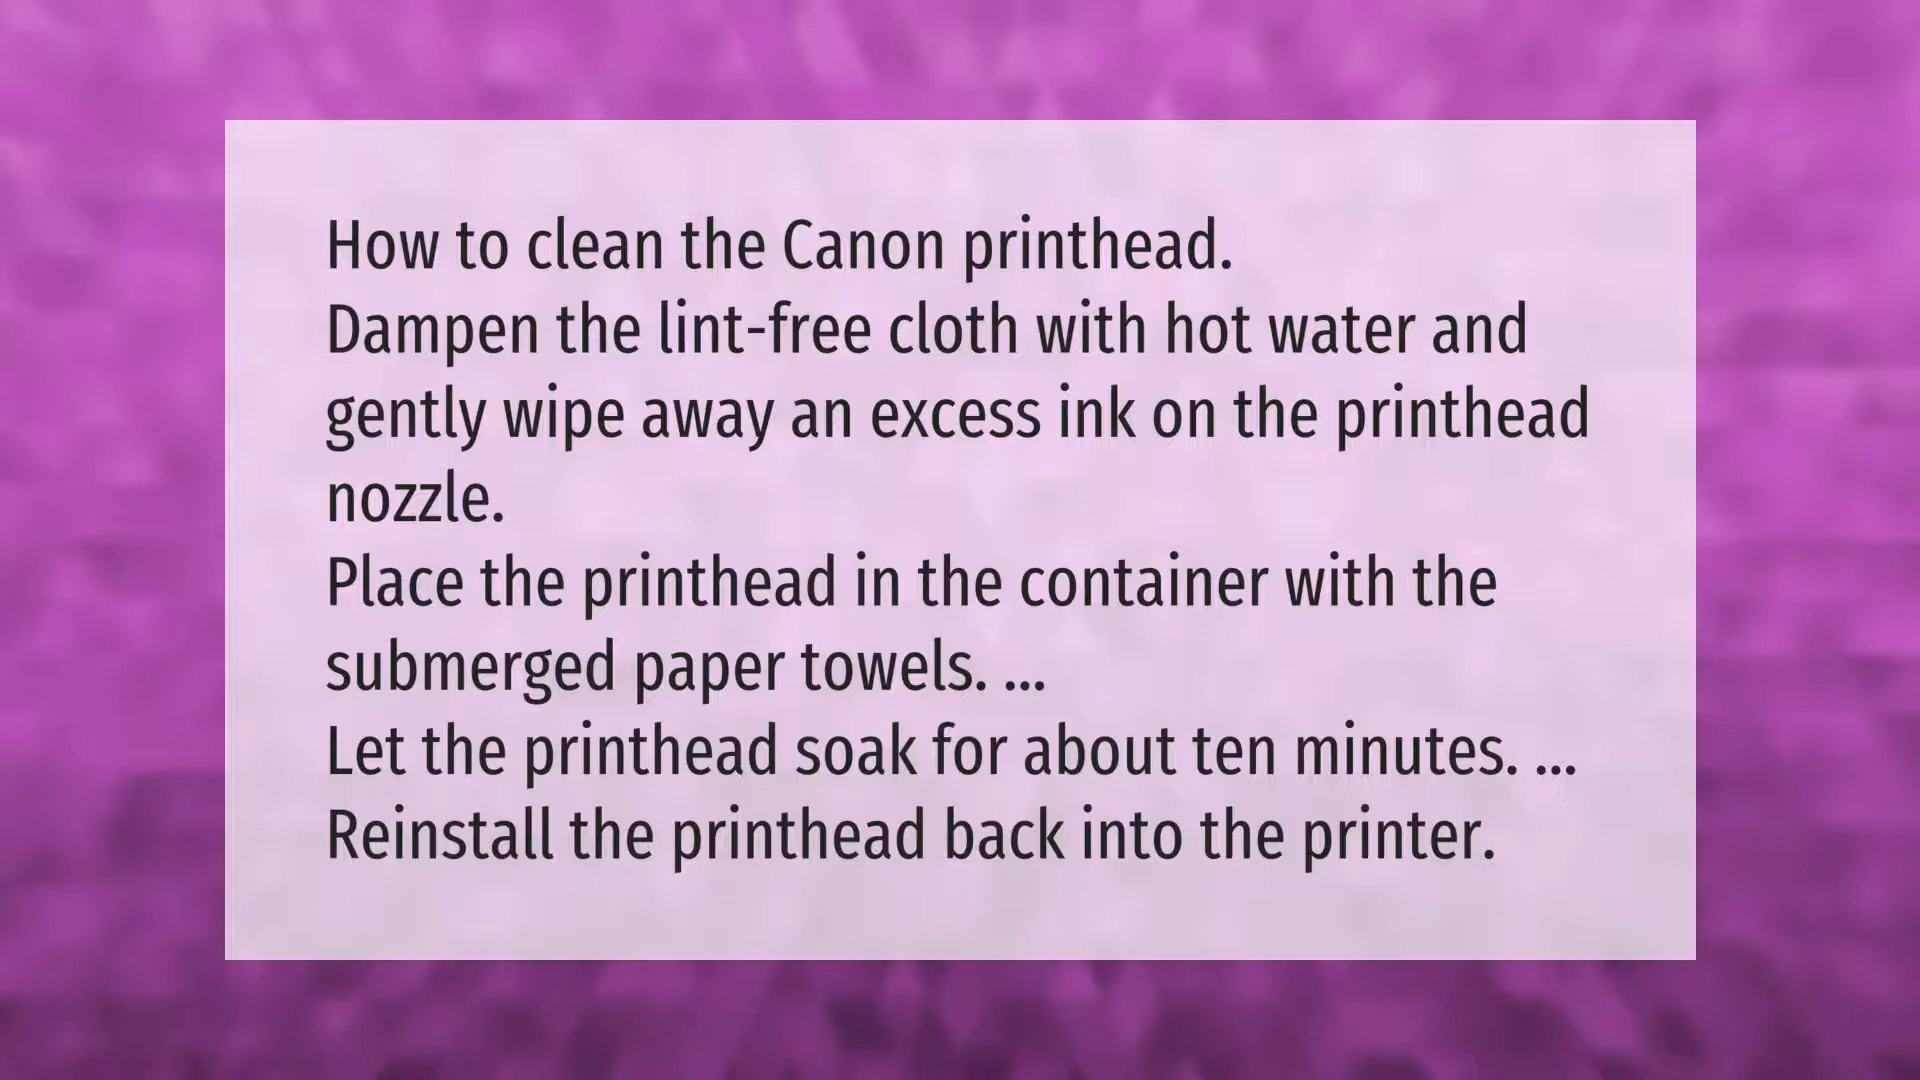 How to clean the Canon printhead.
Dampen the lint-free cloth with hot water and
gently wipe away an excess ink on the printhead
nozzle.
Place the printhead in the container with the
submerged paper towels. ...
Let the printhead soak for about ten minutes. ...
Reinstall the printhead back into the printer.